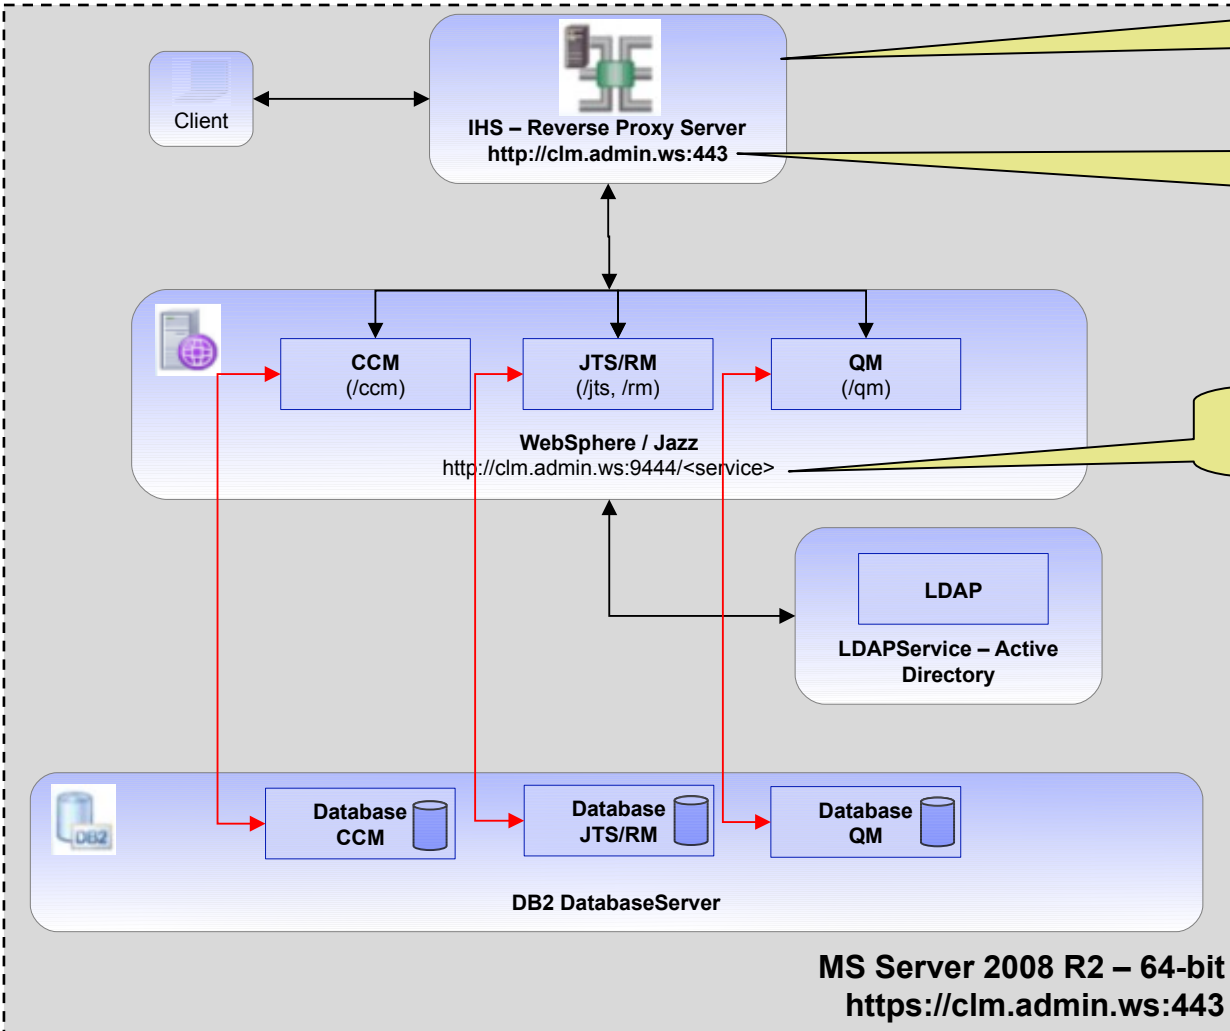 Client
IHS – Reverse Proxy Server
http://clm.admin.ws:443
CCM
(/ccm)
JTS/RM
(/jts, /rm)
QM
(/qm)
WebSphere / Jazz
http://clm.admin.ws:9444/<service>
LDAP
LDAPService – Active
Directory
DB2
Database
CCM
Database
JTS/RM
Database
QM
DB2 DatabaseServer
MS Server 2008 R2 – 64-bit
https://clm.admin.ws:443